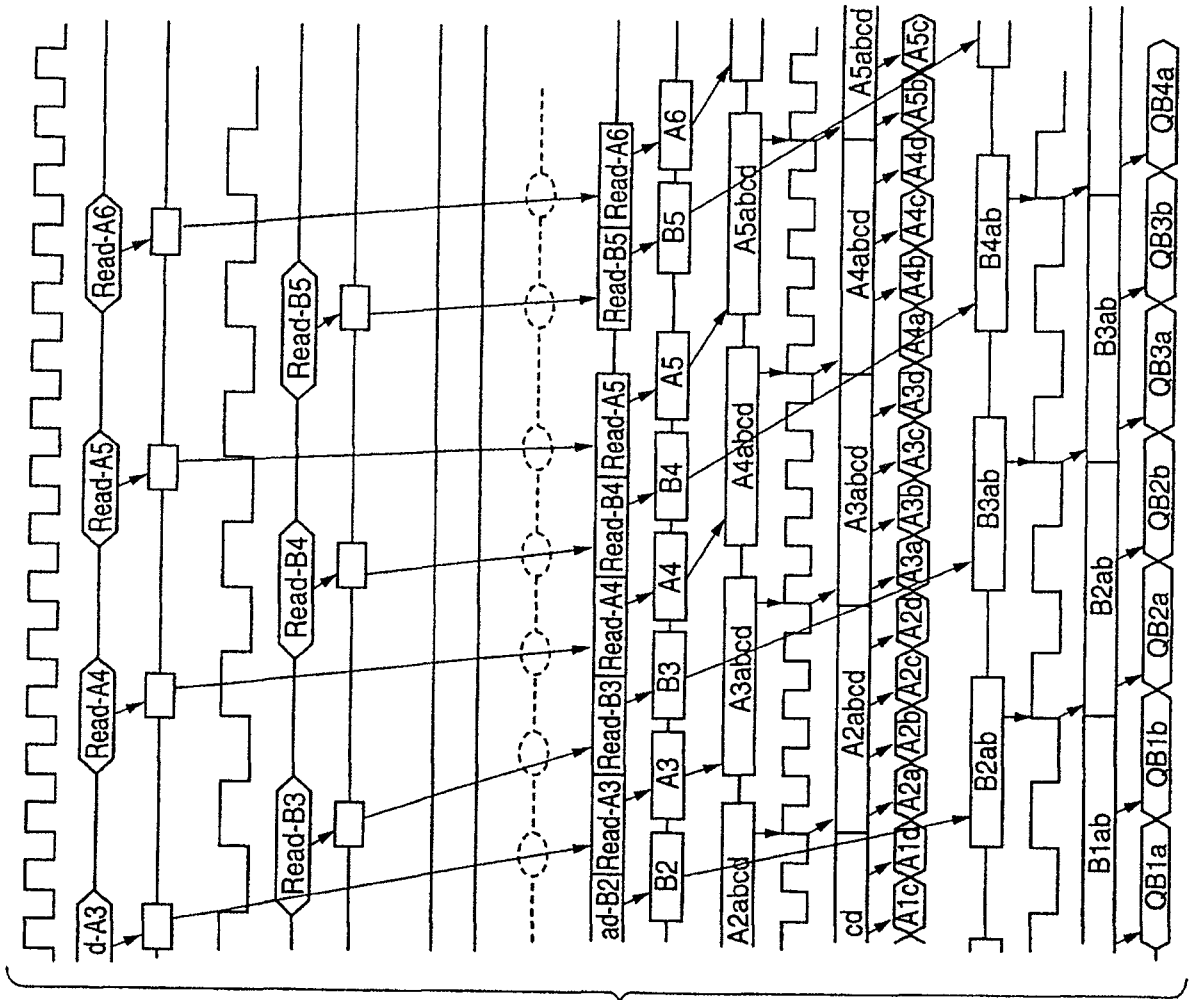 d-A3 Read-A4 Read-A5 Read-A6
Read-B3 Read-B4 Read-B5
ad-B2 Read-A3 Read-B3 Read-A4 Read-B4 Read-A5 Read-B5 Read-A6
B2 A3 B3 A4 B4 A5 B5 A6
A2abcd A3abcd A4abcd A5abcd
cd A2abcd A3abcd A4abcd A5abcd
A1c A1d A2a A2b A2c A2d A3a A3b A3c A3d A4a A4b A4c A4d A5b A5c
B2ab B3ab B4ab
B1ab B2ab B3ab
QB1a QB1b QB2a QB2b QB3a QB3b QB4a